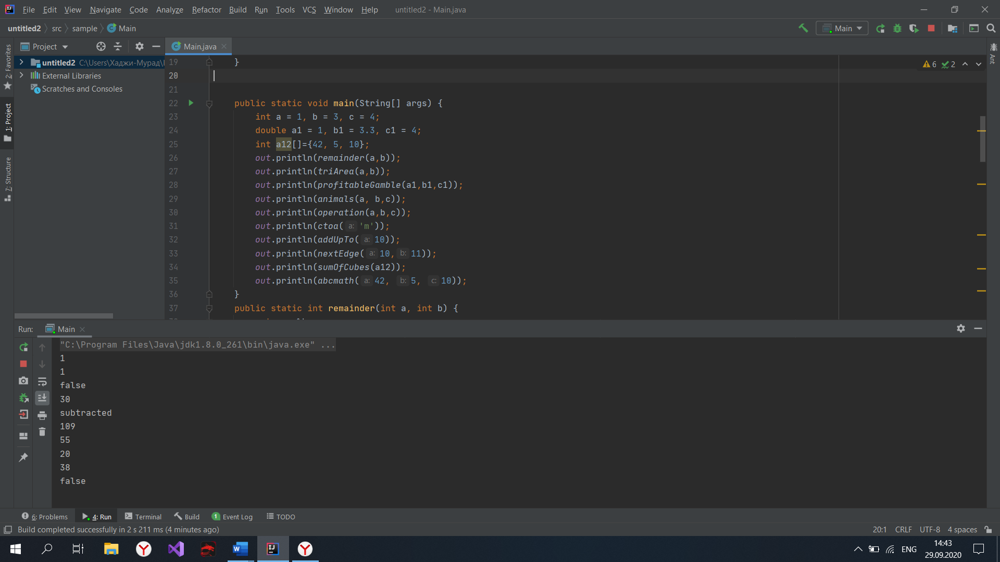 File Edit View Navigate Code Analyze Refactor Build Run Tools VCS Window Help untitled2 - Main.java
untitled2 src sample Main
Main
Project
Main.java
2: Favorites
1: Project
7: Structure
Ant
untitled2 C:\Users\Хаджи-Мурад\
External Libraries
Scratches and Consoles
6 2
19 }
20
21
22 public static void main(String[] args) {
23 int a = 1, b = 3, c = 4;
24 double a1 = 1, b1 = 3.3, c1 = 4;
25 int a12[]={42, 5, 10};
26 out.println(remainder(a,b));
27 out.println(triArea(a,b));
28 out.println(profitableGamble(a1,b1,c1));
29 out.println(animals(a, b,c));
30 out.println(operation(a,b,c));
31 out.println(ctoa( a: 'm'));
32 out.println(addUpTo( a: 10));
33 out.println(nextEdge( a: 10, b: 11));
34 out.println(sumOfCubes(a12));
35 out.println(abcmath( a: 42, b: 5, c: 10));
36 }
37 public static int remainder(int a, int b) {
Run: Main
"C:\Program Files\Java\jdk1.8.0_261\bin\java.exe" ...
1
1
false
30
subtracted
109
55
20
38
false
6: Problems 4: Run Terminal Build 1 Event Log TODO
Build completed successfully in 2 s 211 ms (4 minutes ago) 20:1 CRLF UTF-8 4 spaces
ENG
14:43
29.09.2020